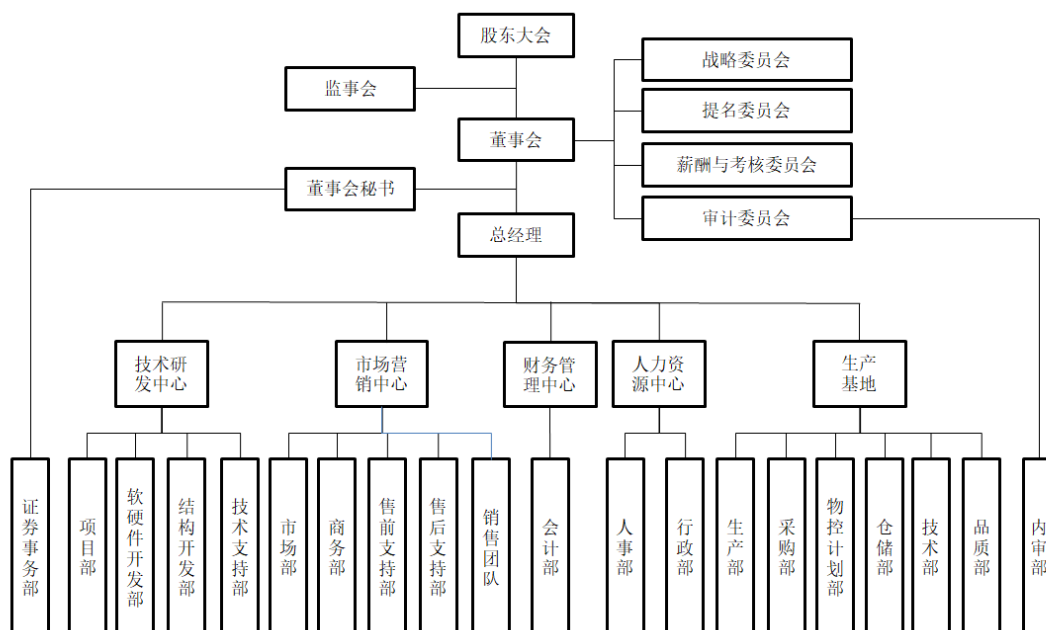 股东大会
战略委员会
监事会
提名委员会
董事会
薪酬与考核委员会
董事会秘书
审计委员会
总经理
技术研
发中心
市场营
销中心
财务管
理中心
人力资
源中心
生产
基地
证券事务部
项目部
软硬件开发部
结构开发部
技术支持部
市场部
商务部
售前支持部
售后支持部
销售团队
会计部
人事部
行政部
生产部
采购部
物控计划部
仓储部
技术部
品质部
内审部